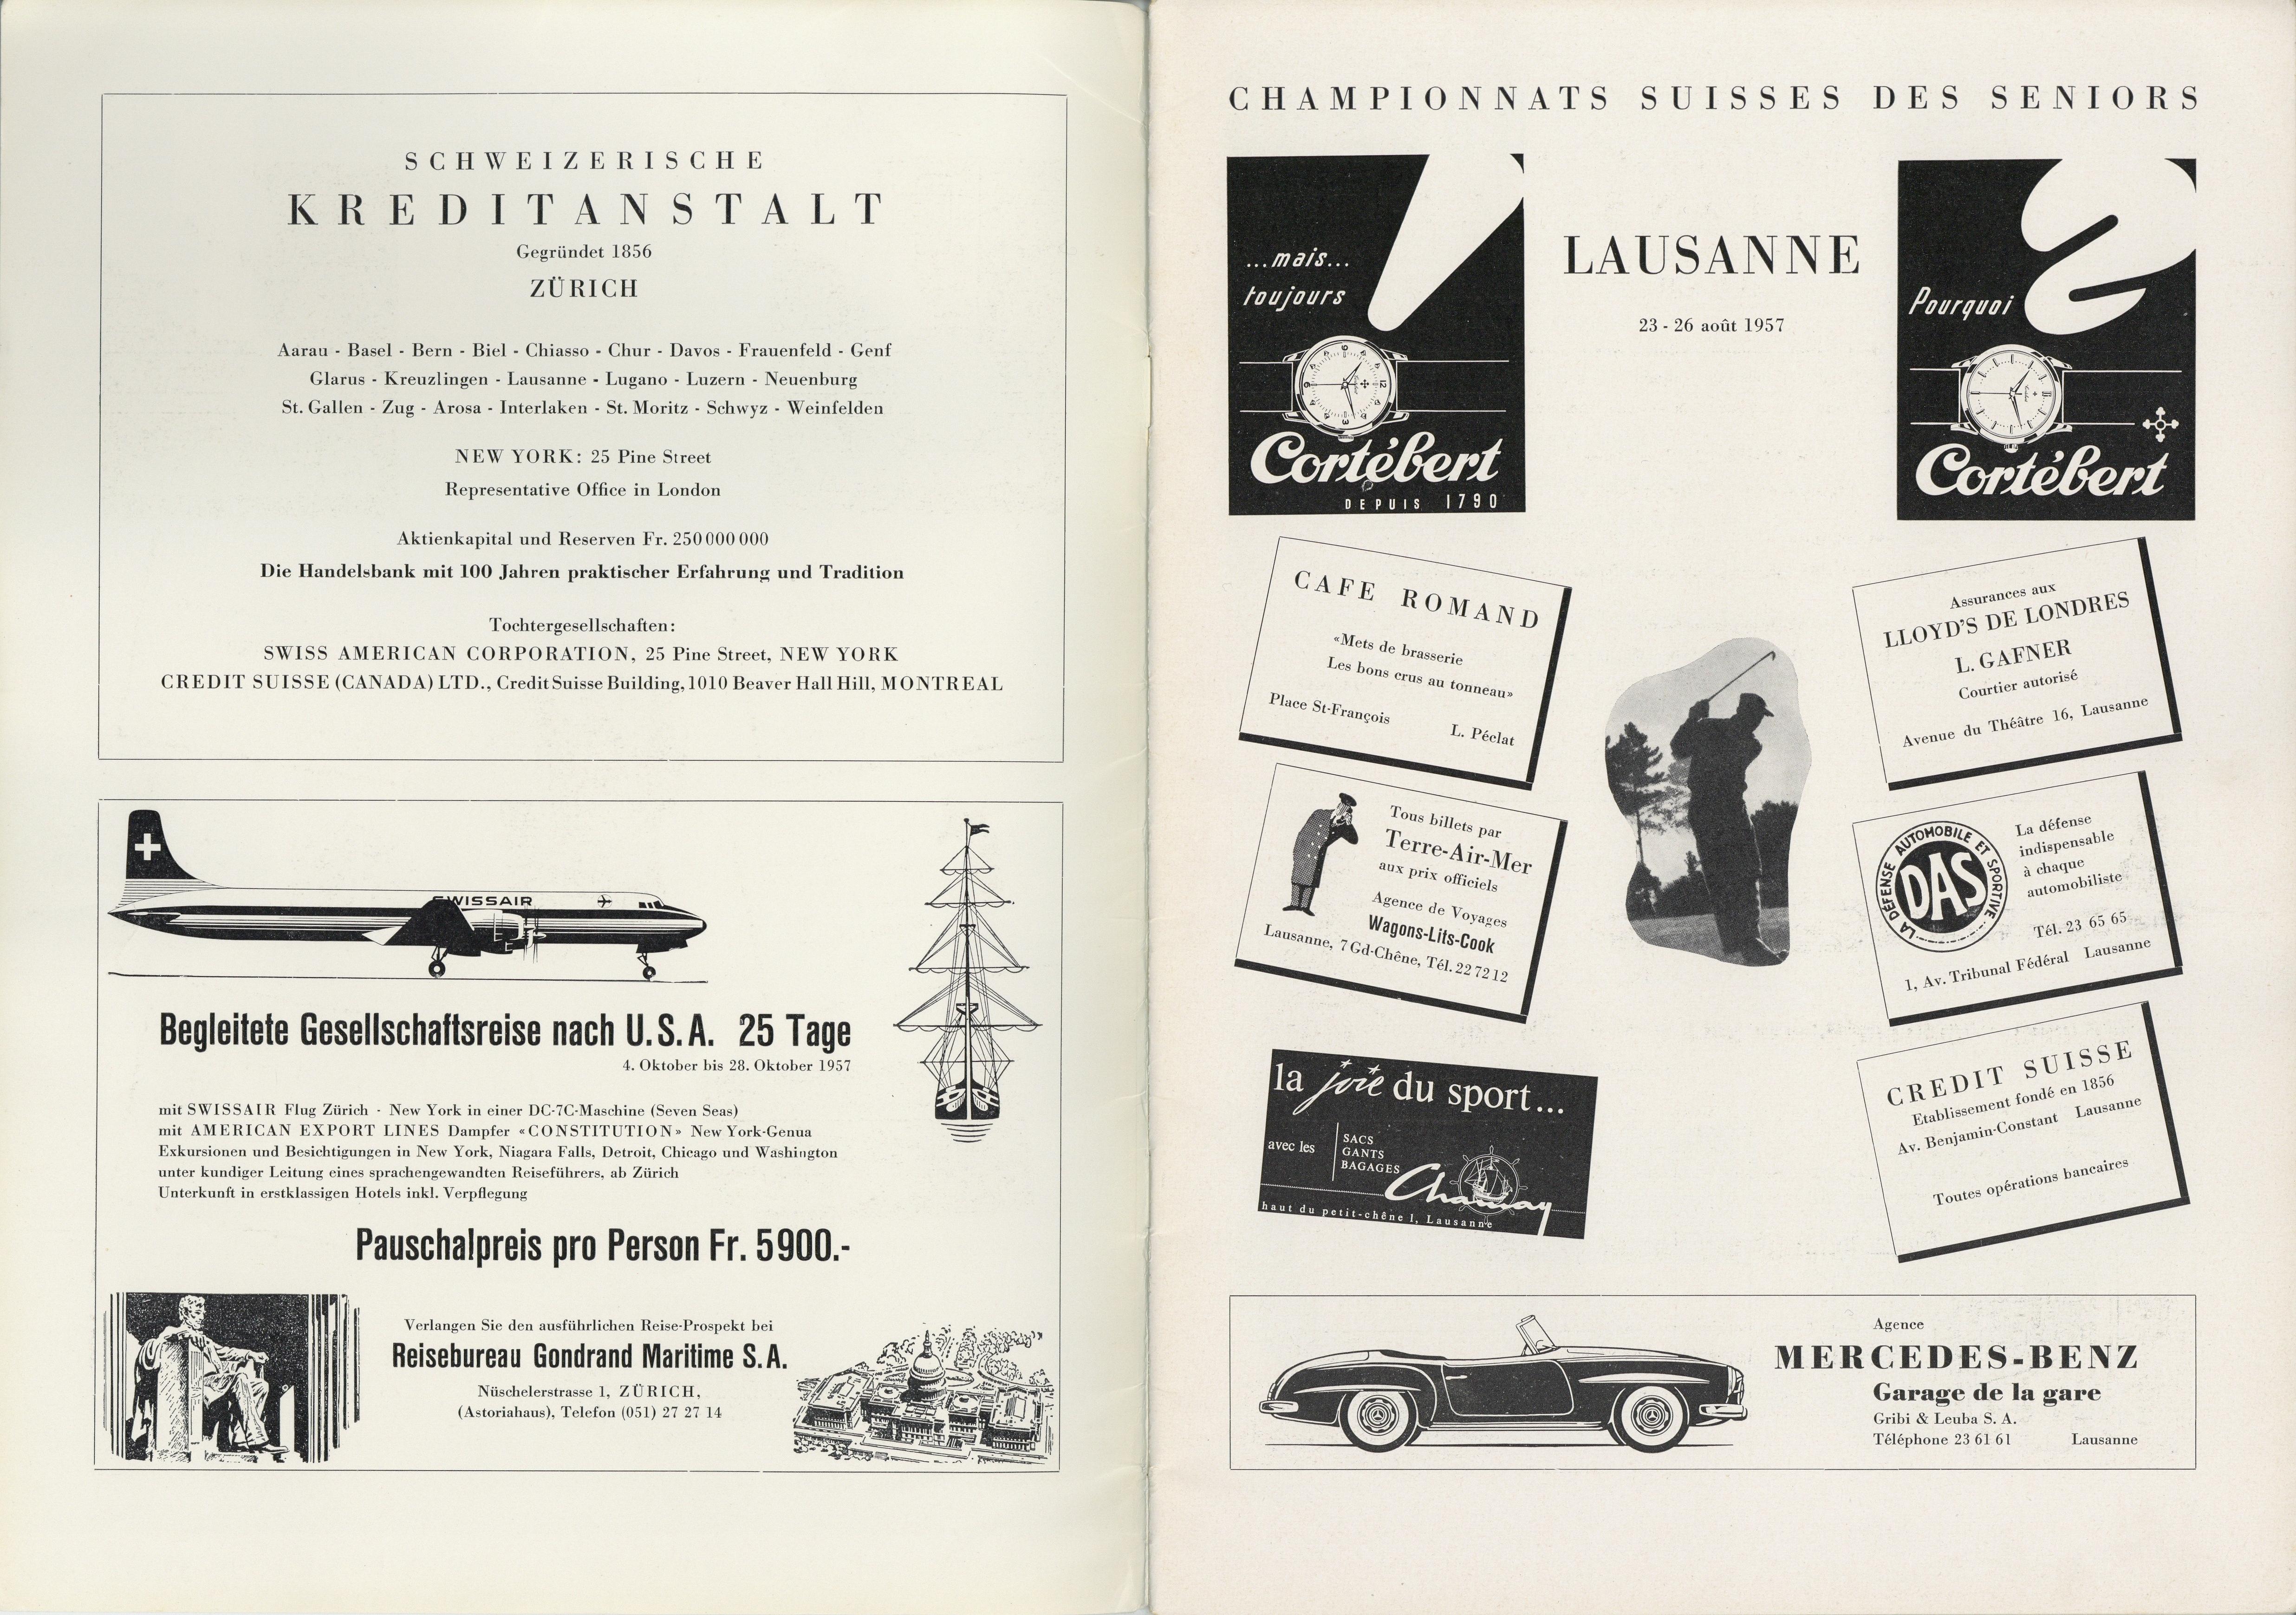 SCHWEIZERISCHE
KREDITANSTALT
Gegründet 1856
ZÜRICH
Aarau - Basel - Bern - Biel - Chiasso - Chur - Davos - Frauenfeld - Genf
Glarus - Kreuzlingen - Lausanne - Lugano - Luzern - Neuenburg
St. Gallen - Zug - Arosa - Interlaken - St. Moritz - Schwyz - Weinfelden
NEW YORK: 25 Pine Street
Representative Office in London
Aktienkapital und Reserven Fr. 250 000 000
Die Handelsbank mit 100 Jahren praktischer Erfahrung und Tradition
Tochtergesellschaften:
SWISS AMERICAN CORPORATION, 25 Pine Street, NEW YORK
CREDIT SUISSE (CANADA) LTD., Credit Suisse Building, 1010 Beaver Hall Hill, MONTREAL
SWISSAIR
Begleitete Gesellschaftsreise nach U.S.A. 25 Tage
4. Oktober bis 28. Oktober 1957
mit SWISSAIR Flug Zürich - New York in einer DC-7C-Maschine (Seven Seas)
mit AMERICAN EXPORT LINES Dampfer «CONSTITUTION» New York-Genua
Exkursionen und Besichtigungen in New York, Niagara Falls, Detroit, Chicago und Washington
unter kundiger Leitung eines sprachengewandten Reiseführers, ab Zürich
Unterkunft in erstklassigen Hotels inkl. Verpflegung
Pauschalpreis pro Person Fr. 5900.-
Verlangen Sie den ausführlichen Reise-Prospekt bei
Reisebureau Gondrand Maritime S.A.
Nüschelerstrasse 1, ZÜRICH,
(Astoriahaus), Telefon (051) 27 27 14
CHAMPIONNATS SUISSES DES SENIORS
...mais...
toujours
Cortébert
DEPUIS 1790
LAUSANNE
23 - 26 août 1957
Pourquoi
Cortébert
CAFE ROMAND
«Mets de brasserie
Les bons crus au tonneau»
Place St-François
L. Péclat
Assurances aux
LLOYD'S DE LONDRES
L. GAFNER
Courtier autorisé
Avenue du Théâtre 16, Lausanne
Tous billets par
Terre-Air-Mer
aux prix officiels
Agence de Voyages
Wagons-Lits-Cook
Lausanne, 7 Gd-Chêne, Tél. 22 72 12
LA DÉFENSE AUTOMOBILE ET SPORTIVE
DAS
La défense
indispensable
à chaque
automobiliste
Tél. 23 65 65
1, Av. Tribunal Fédéral Lausanne
la joie du sport...
avec les
SACS
GANTS
BAGAGES
Chamay
haut du petit-chêne 1, Lausanne
CREDIT SUISSE
Etablissement fondé en 1856
Av. Benjamin-Constant Lausanne
Toutes opérations bancaires
Agence
MERCEDES-BENZ
Garage de la gare
Gribi & Leuba S. A.
Téléphone 23 61 61 Lausanne